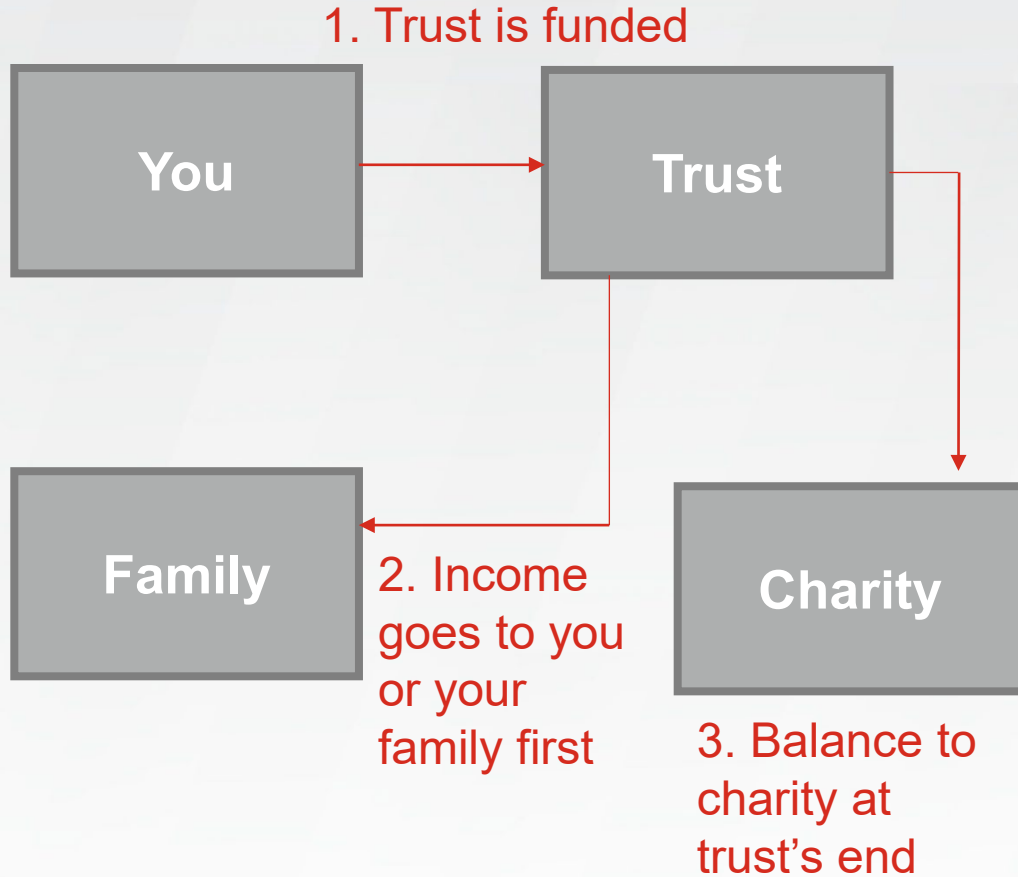 1. Trust is funded
You
Trust
Family
2. Income
goes to you
or your
family first
Charity
3. Balance to
charity at
trust’s end